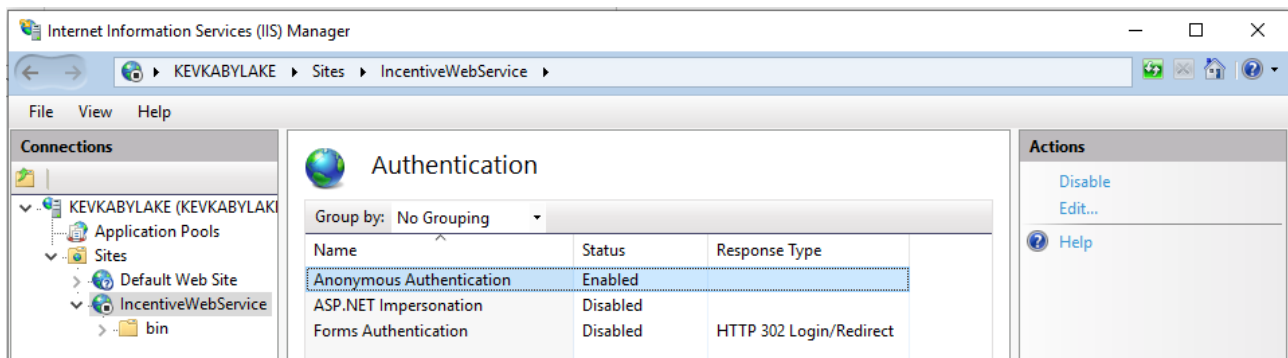 Internet Information Services (IIS) Manager
KEVKABYLAKE Sites IncentiveWebService
File View Help
Connections
KEVKABYLAKE (KEVKABYLAKI
Application Pools
Sites
Default Web Site
IncentiveWebService
bin
Authentication
Group by: No Grouping
Name Status Response Type
Anonymous Authentication Enabled
ASP.NET Impersonation Disabled
Forms Authentication Disabled HTTP 302 Login/Redirect
Actions
Disable
Edit...
Help